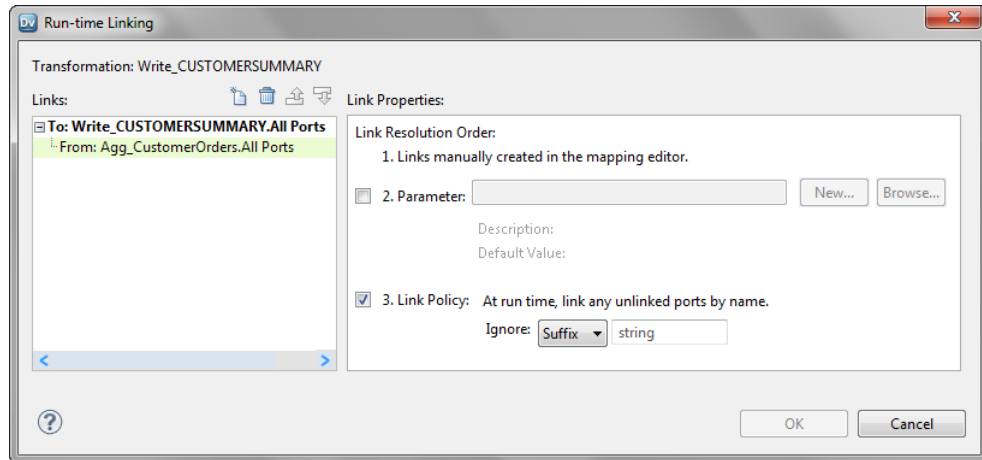 Dv Run-time Linking
Transformation: Write_CUSTOMERSUMMARY
Links:
Link Properties:
To: Write_CUSTOMERSUMMARY.All Ports
From: Agg_CustomerOrders.All Ports
Link Resolution Order:
1. Links manually created in the mapping editor.
2. Parameter: New... Browse...
Description:
Default Value:
3. Link Policy: At run time, link any unlinked ports by name.
Ignore: Suffix string
? OK Cancel